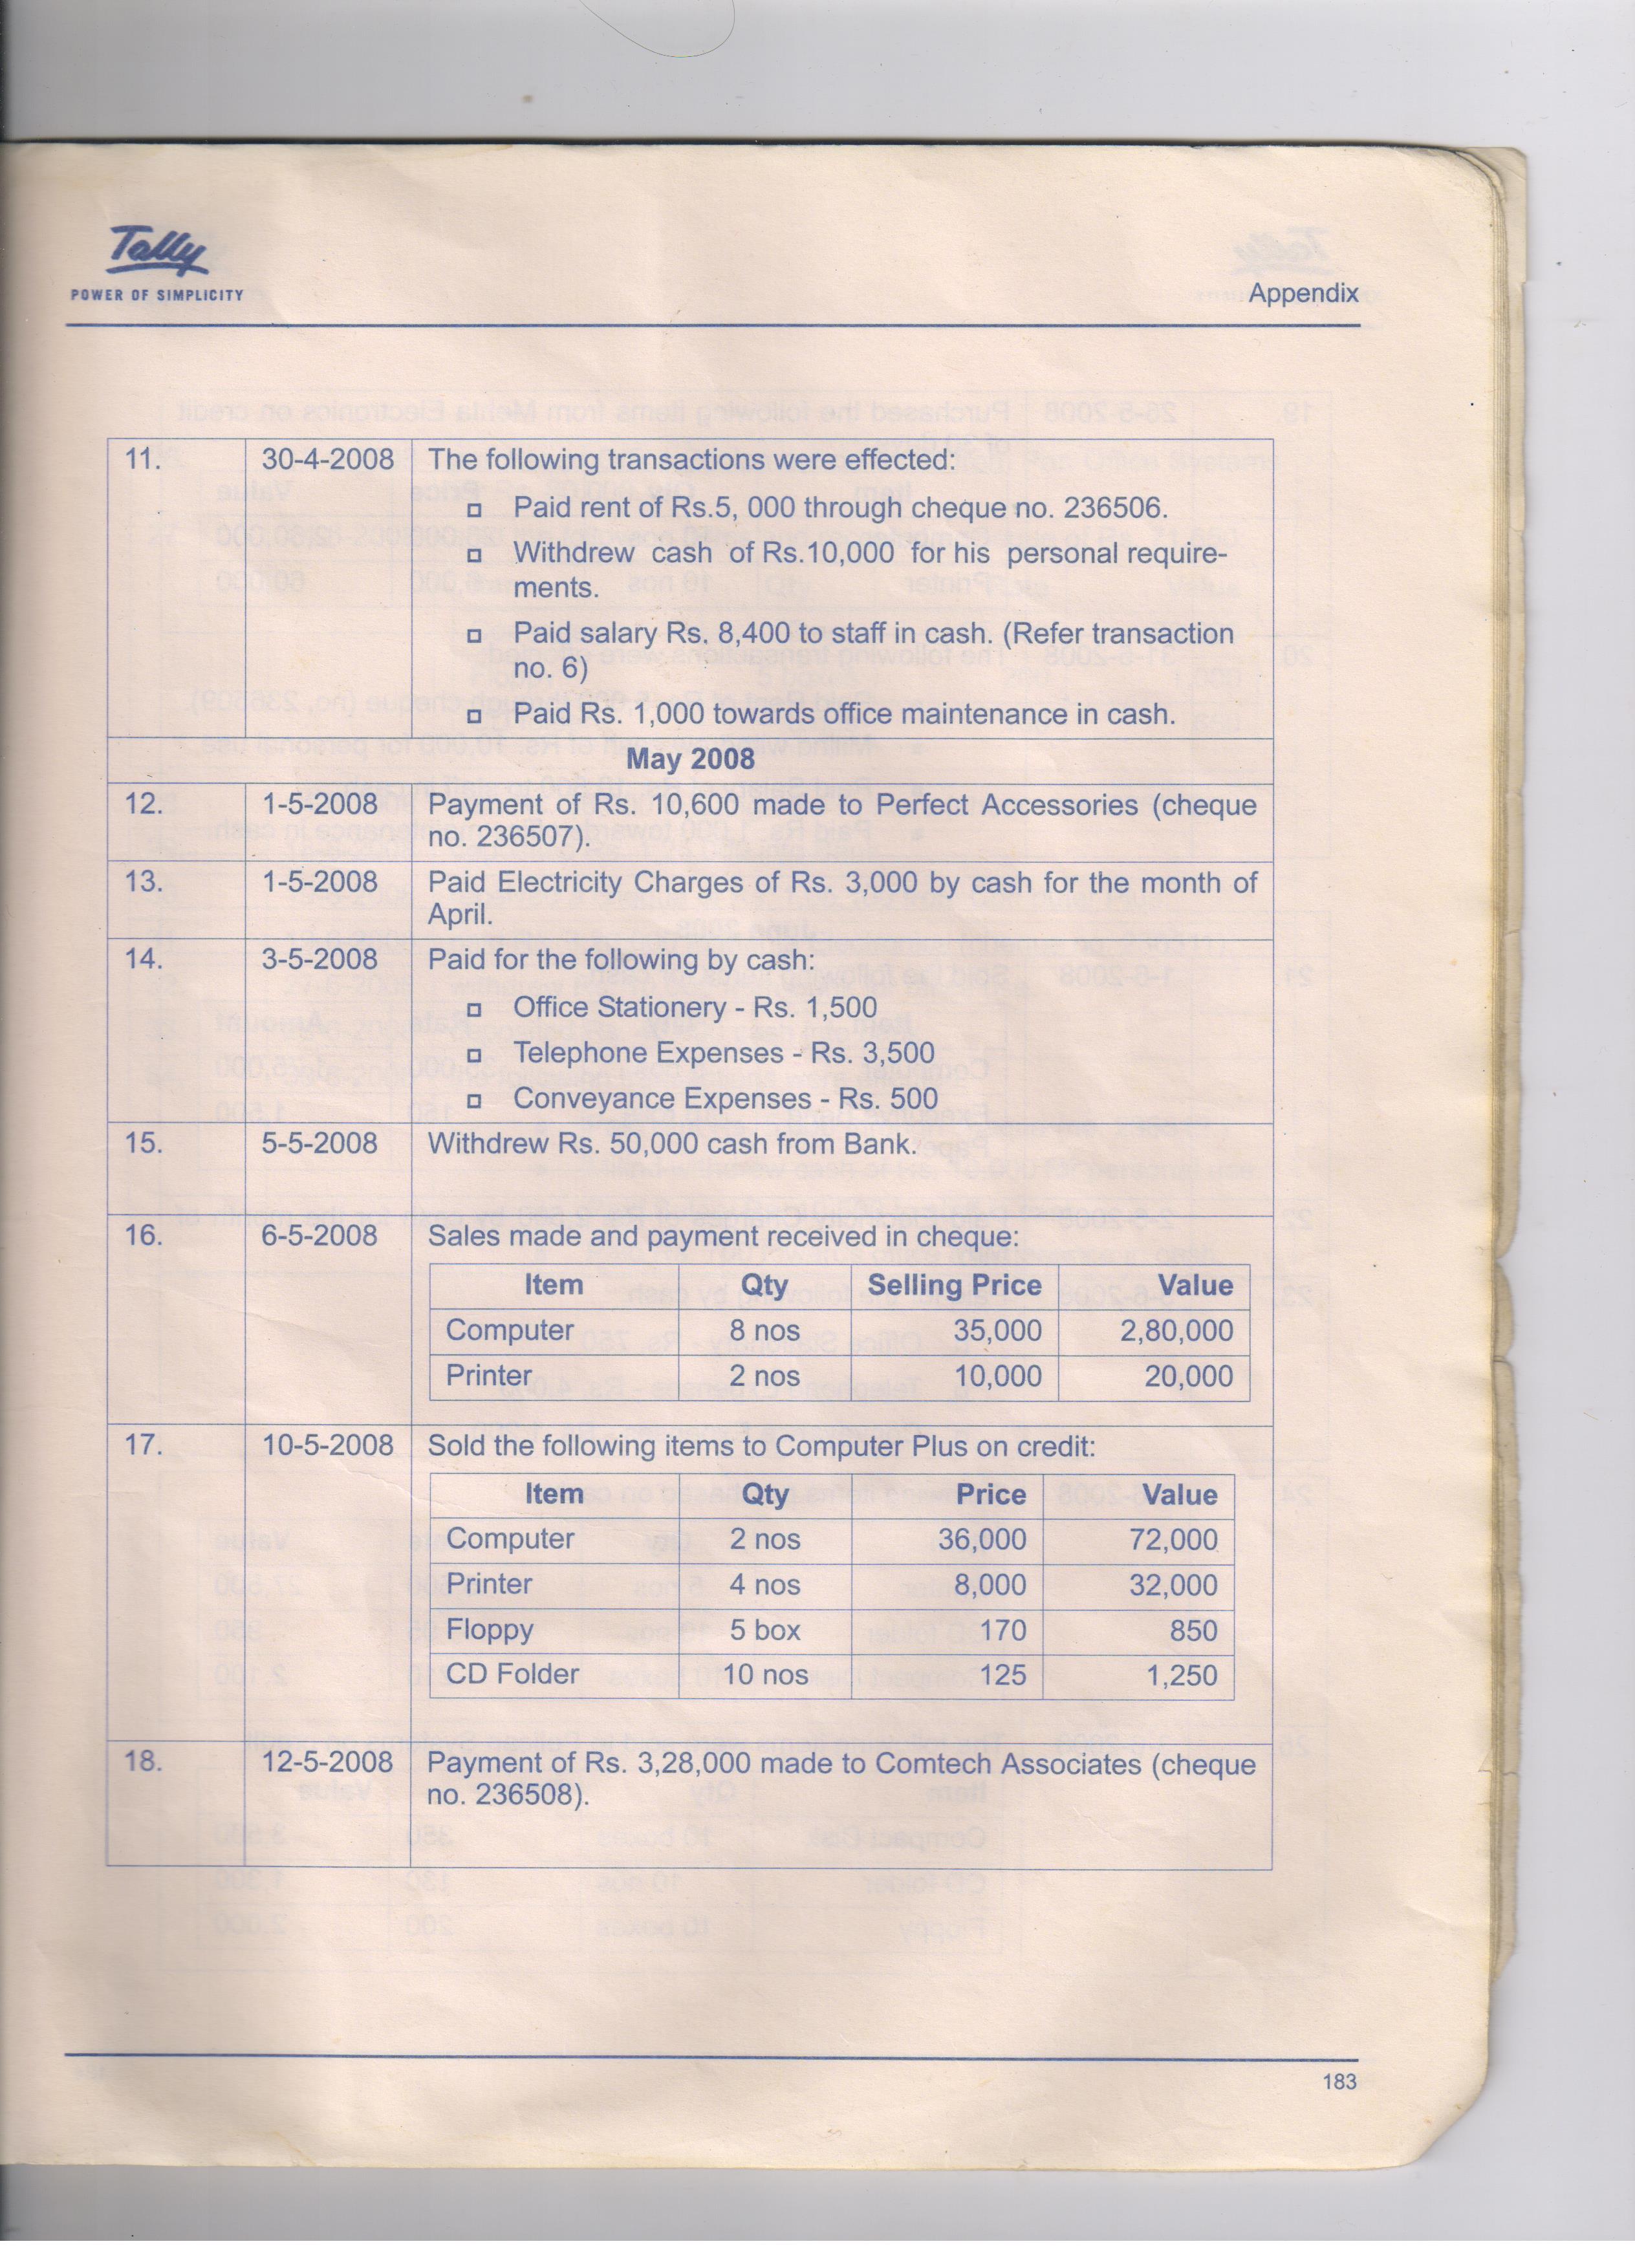 Tally
POWER OF SIMPLICITY
Appendix
11. 30-4-2008 The following transactions were effected:
Paid rent of Rs.5, 000 through cheque no. 236506.
Withdrew cash of Rs.10,000 for his personal require-
ments.
Paid salary Rs. 8,400 to staff in cash. (Refer transaction
no. 6)
Paid Rs. 1,000 towards office maintenance in cash.
May 2008
12. 1-5-2008 Payment of Rs. 10,600 made to Perfect Accessories (cheque
no. 236507).
13. 1-5-2008 Paid Electricity Charges of Rs. 3,000 by cash for the month of
April.
14. 3-5-2008 Paid for the following by cash:
Office Stationery - Rs. 1,500
Telephone Expenses - Rs. 3,500
Conveyance Expenses - Rs. 500
15. 5-5-2008 Withdrew Rs. 50,000 cash from Bank.
16. 6-5-2008 Sales made and payment received in cheque:
Item Qty Selling Price Value
Computer 8 nos 35,000 2,80,000
Printer 2 nos 10,000 20,000
17. 10-5-2008 Sold the following items to Computer Plus on credit:
Item Qty Price Value
Computer 2 nos 36,000 72,000
Printer 4 nos 8,000 32,000
Floppy 5 box 170 850
CD Folder 10 nos 125 1,250
18. 12-5-2008 Payment of Rs. 3,28,000 made to Comtech Associates (cheque
no. 236508).
183